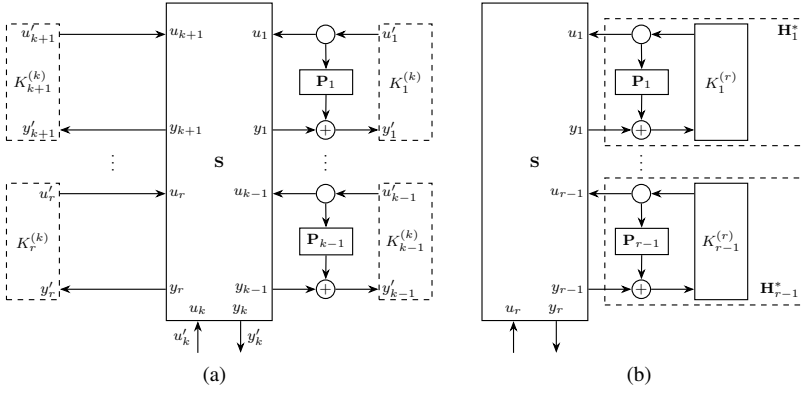 u'_{k+1} u_{k+1} u_1 u'_1
K^{(k)}_{k+1} P_1 K^{(k)}_1
y'_{k+1} y_{k+1} y_1 + y'_1
⋮ S ⋮
u'_r u_r u_{k-1} u'_{k-1}
K^{(k)}_r P_{k-1} K^{(k)}_{k-1}
y'_r y_r y_{k-1} + y'_{k-1}
u_k y_k
u'_k y'_k
(a)
H^*_1
u_1
P_1 K^{(r)}_1
y_1 +
S ⋮
u_{r-1}
P_{r-1} K^{(r)}_{r-1}
y_{r-1} + H^*_{r-1}
u_r y_r
(b)